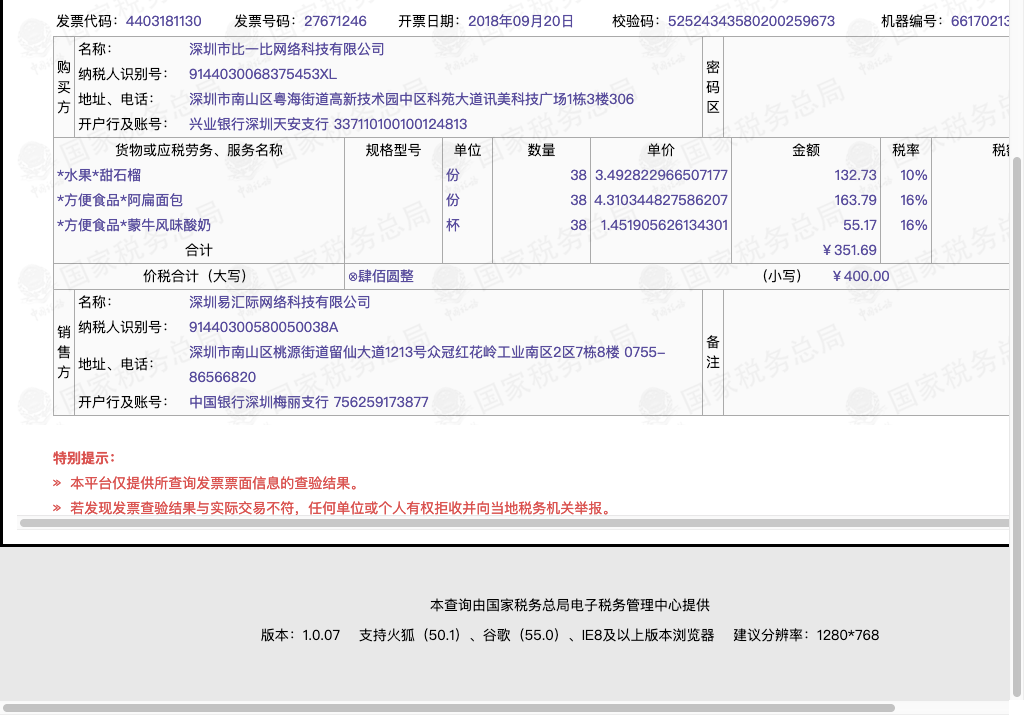 发票代码：4403181130 发票号码：27671246 开票日期：2018年09月20日 校验码：52524343580200259673 机器编号：66170213
购买方
名称： 深圳市比一比网络科技有限公司
纳税人识别号： 9144030068375453XL
地址、电话： 深圳市南山区粤海街道高新技术园中区科苑大道讯美科技广场1栋3楼306
开户行及账号： 兴业银行深圳天安支行 337110100100124813
密码区
货物或应税劳务、服务名称 规格型号 单位 数量 单价 金额 税率 税
*水果*甜石榴 份 38 3.492822966507177 132.73 10%
*方便食品*阿扁面包 份 38 4.310344827586207 163.79 16%
*方便食品*蒙牛风味酸奶 杯 38 1.451905626134301 55.17 16%
合计 ￥351.69
价税合计（大写） ⊗肆佰圆整 （小写） ￥400.00
销售方
名称： 深圳易汇际网络科技有限公司
纳税人识别号： 91440300580050038A
地址、电话： 深圳市南山区桃源街道留仙大道1213号众冠红花岭工业南区2区7栋8楼 0755-
86566820
开户行及账号： 中国银行深圳梅丽支行 756259173877
备注
特别提示：
» 本平台仅提供所查询发票票面信息的查验结果。
» 若发现发票查验结果与实际交易不符，任何单位或个人有权拒收并向当地税务机关举报。
本查询由国家税务总局电子税务管理中心提供
版本：1.0.07 支持火狐（50.1）、谷歌（55.0）、IE8及以上版本浏览器 建议分辨率：1280*768
国家税务总局